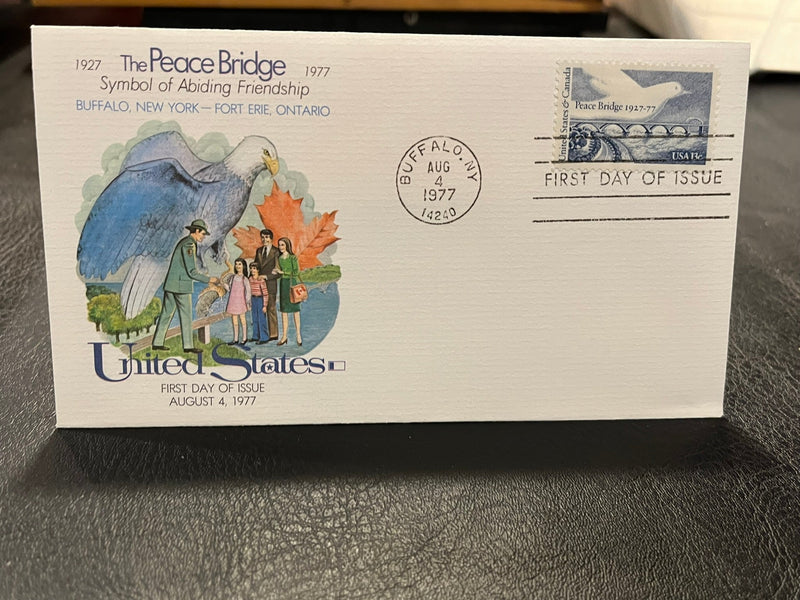 1927 The Peace Bridge 1977
Symbol of Abiding Friendship
BUFFALO, NEW YORK — FORT ERIE, ONTARIO
United States
FIRST DAY OF ISSUE
AUGUST 4, 1977
BUFFALO, NY
AUG
4
1977
14240
United States & Canada
Peace Bridge 1927-77
USA 13c
FIRST DAY OF ISSUE